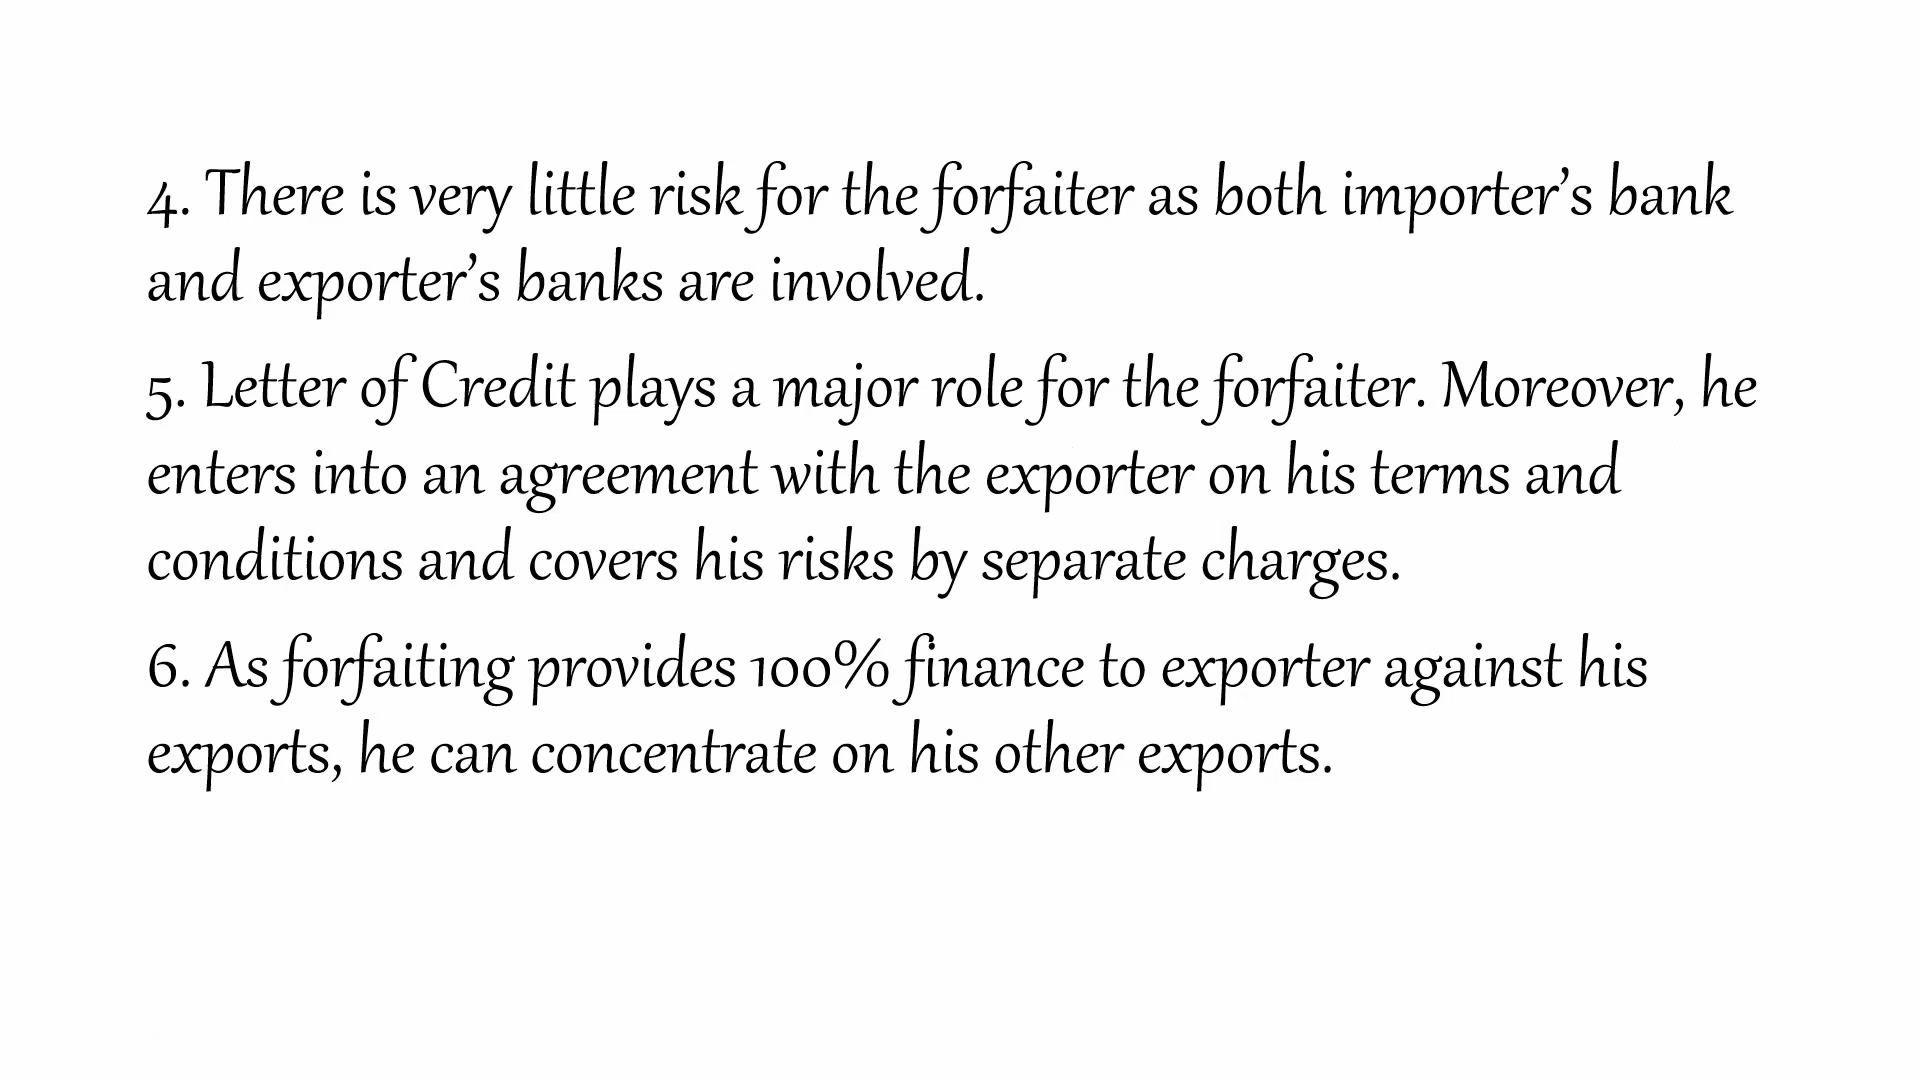 4. There is very little risk for the forfaiter as both importer’s bank
and exporter’s banks are involved.
5. Letter of Credit plays a major role for the forfaiter. Moreover, he
enters into an agreement with the exporter on his terms and
conditions and covers his risks by separate charges.
6. As forfaiting provides 100% finance to exporter against his
exports, he can concentrate on his other exports.